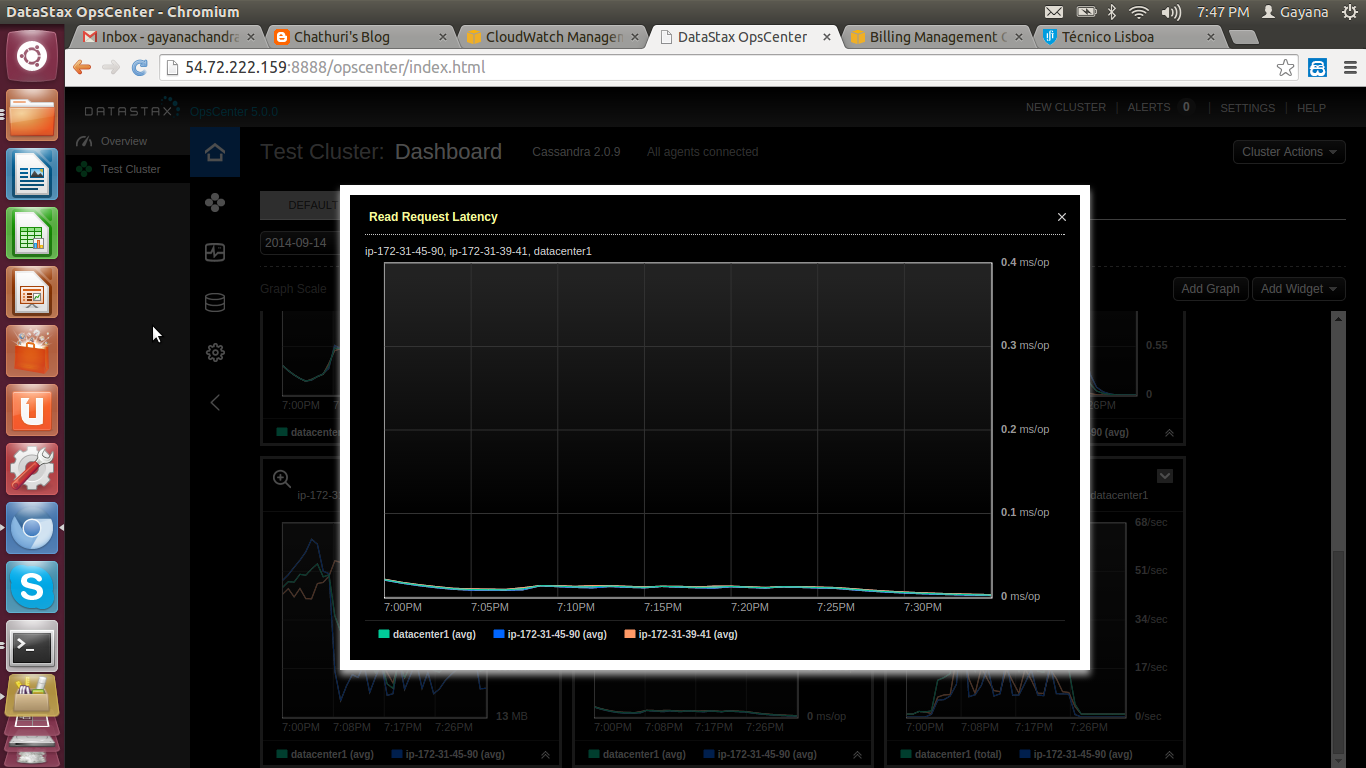 DataStax OpsCenter - Chromium
7:47 PM
Gayana
Inbox - gayanachandra
Chathuri's Blog
CloudWatch Managem
DataStax OpsCenter
Billing Management C
Técnico Lisboa
54.72.222.159:8888/opscenter/index.html
DATASTAX
OpsCenter 5.0.0
NEW CLUSTER
ALERTS 0
SETTINGS
HELP
Overview
Test Cluster
Test Cluster: Dashboard
Cassandra 2.0.9
All agents connected
Cluster Actions
DEFAULT
2014-09-14
Graph Scale
Add Graph
Add Widget
Read Request Latency
ip-172-31-45-90, ip-172-31-39-41, datacenter1
0.4 ms/op
0.3 ms/op
0.2 ms/op
0.1 ms/op
0 ms/op
7:00PM 7:05PM 7:10PM 7:15PM 7:20PM 7:25PM 7:30PM
datacenter1 (avg) ip-172-31-45-90 (avg) ip-172-31-39-41 (avg)
0.55
0
7:00PM
26PM
datacenter
90 (avg)
ip-172-3
datacenter1
68/sec
51/sec
34/sec
17/sec
0/sec
13 MB
0 ms/op
7:00PM 7:08PM 7:17PM 7:26PM
7:00PM 7:08PM 7:17PM 7:26PM
7:00PM 7:08PM 7:17PM 7:26PM
datacenter1 (avg) ip-172-31-45-90 (avg)
datacenter1 (avg) ip-172-31-45-90 (avg)
datacenter1 (total) ip-172-31-45-90 (avg)